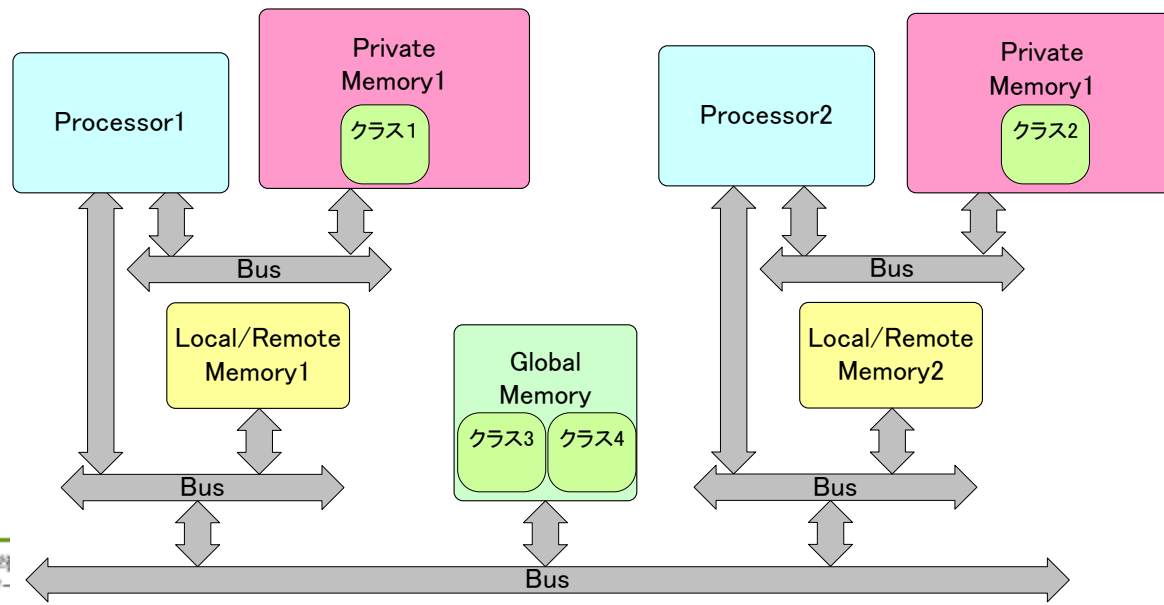 Processor1
Private
Memory1
クラス1
Processor2
Private
Memory1
クラス2
Bus
Bus
Local/Remote
Memory1
Global
Memory
クラス3
クラス4
Local/Remote
Memory2
Bus
Bus
Bus